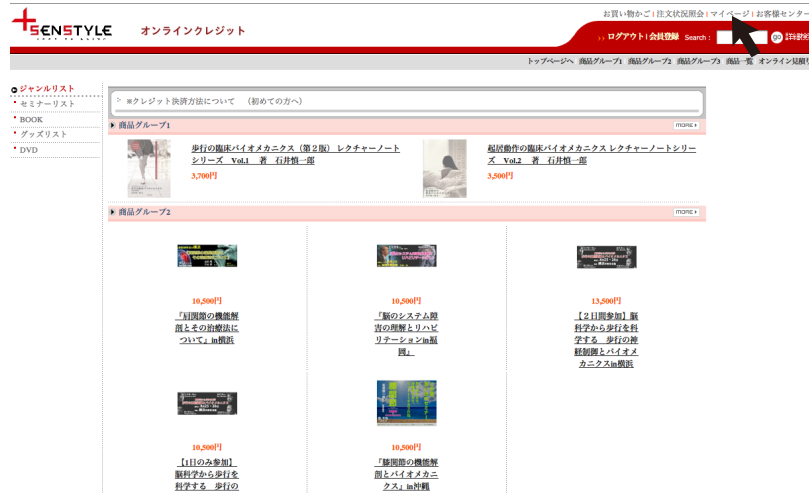 お買い物かご | 注文状況照会 | マイページ | お客様センター
SENSTYLE
オンラインクレジット
ログアウト | 会員登録 Search : go
トップページへ 商品グループ1 商品グループ2 商品グループ3 商品一覧 オンライン見積り
ジャンルリスト
セミナーリスト
BOOK
グッズリスト
DVD
※クレジット決済方法について （初めての方へ）
商品グループ1
MORE
歩行の臨床バイオメカニクス（第２版） レクチャーノート
シリーズ Vol.1 著 石井慎一郎
3,700円
起居動作の臨床バイオメカニクス レクチャーノートシリー
ズ Vol.2 著 石井慎一郎
3,500円
商品グループ2
MORE
10,500円
『肩関節の機能解
剖とその治療法に
ついて』in横浜
10,500円
『脳のシステム障
害の理解とリハビ
リテーションin福
岡』
13,500円
【２日間参加】脳
科学から歩行を科
学する 歩行の神
経制御とバイオメ
カニクスin横浜
10,500円
【1日のみ参加】
脳科学から歩行を
科学する 歩行の
10,500円
『膝関節の機能解
剖とバイオメカニ
クス』in沖縄